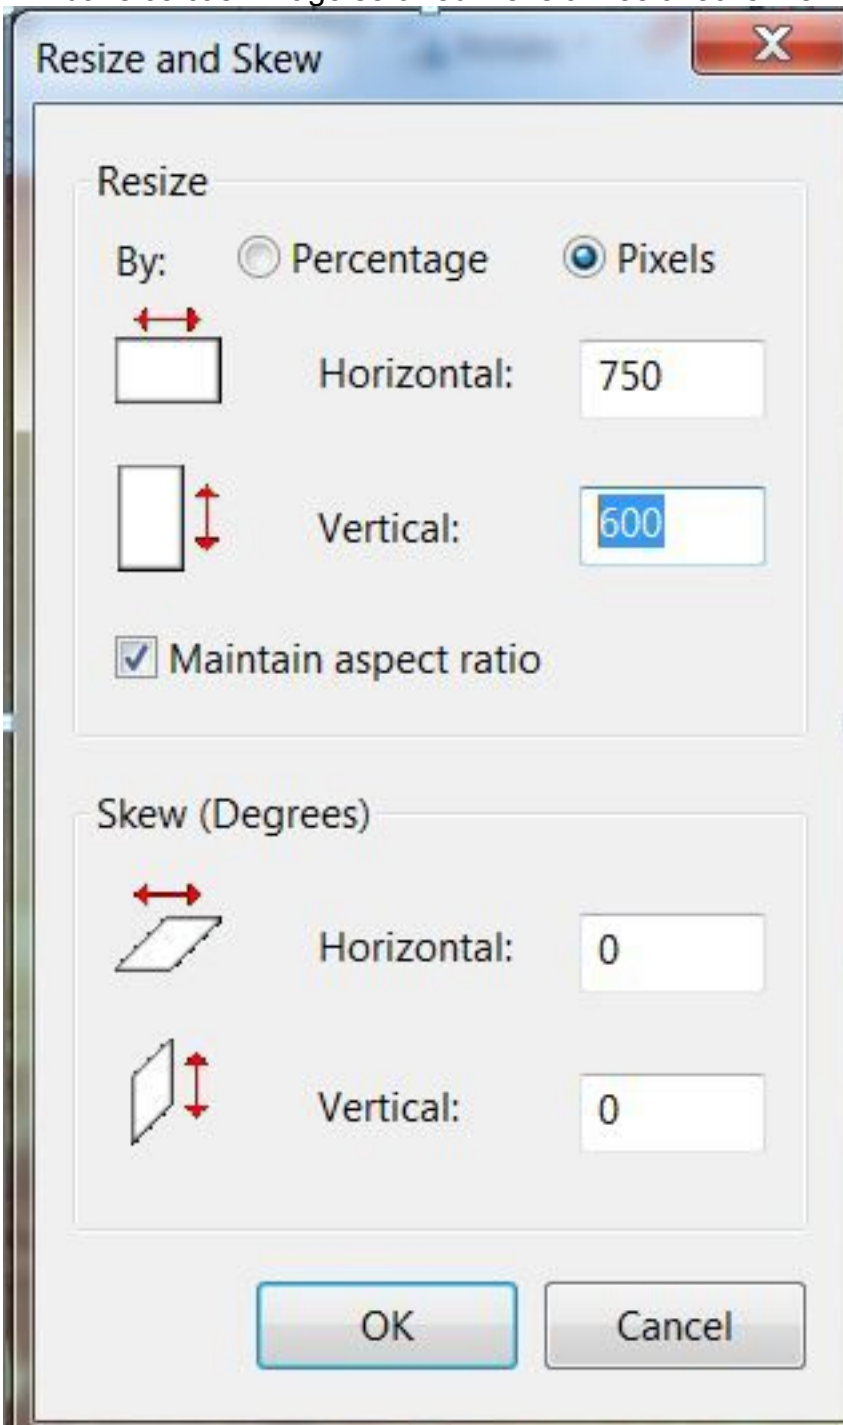 Resize and Skew
Resize
By: Percentage Pixels
Horizontal: 750
Vertical: 600
Maintain aspect ratio
Skew (Degrees)
Horizontal: 0
Vertical: 0
OK Cancel